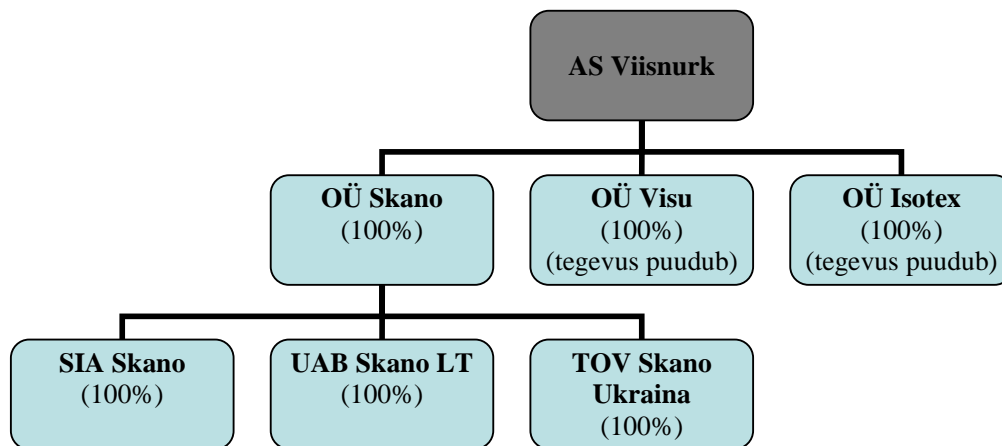 AS Viisnurk
OÜ Skano
(100%)
OÜ Visu
(100%)
(tegevus puudub)
OÜ Isotex
(100%)
(tegevus puudub)
SIA Skano
(100%)
UAB Skano LT
(100%)
TOV Skano
Ukraina
(100%)